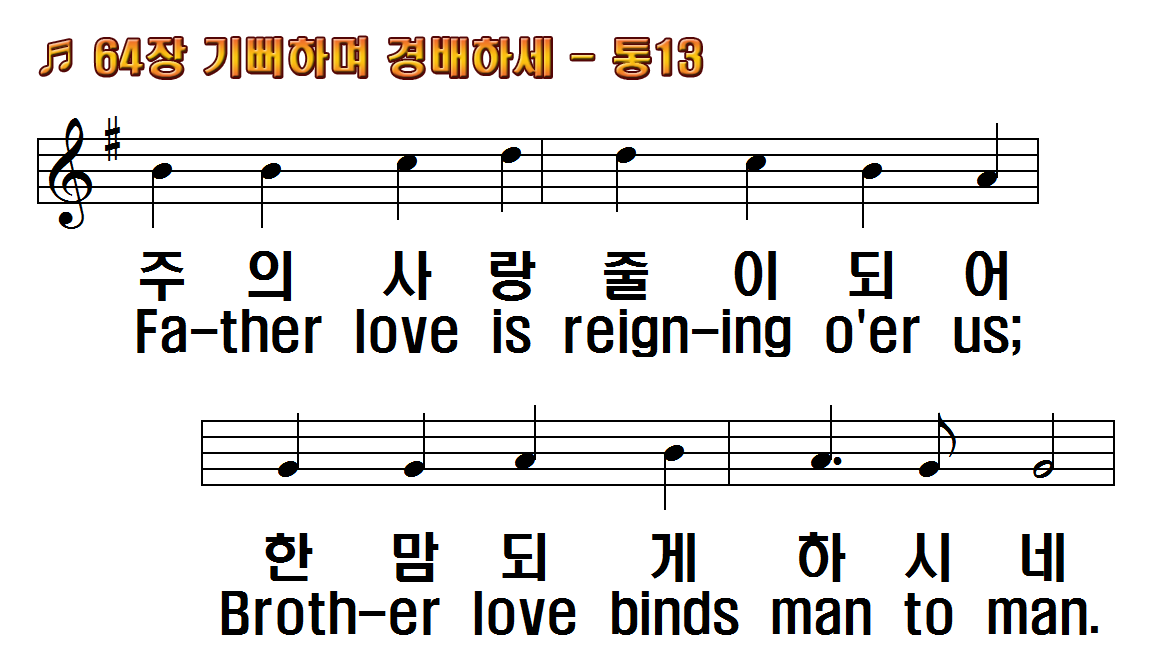 ♬ 64장 기뻐하며 경배하세 - 통13
주 의 사 랑 줄 이 되 어
Fa-ther love is reign-ing o'er us;
한 맘 되 게 하 시 네
Broth-er love binds man to man.